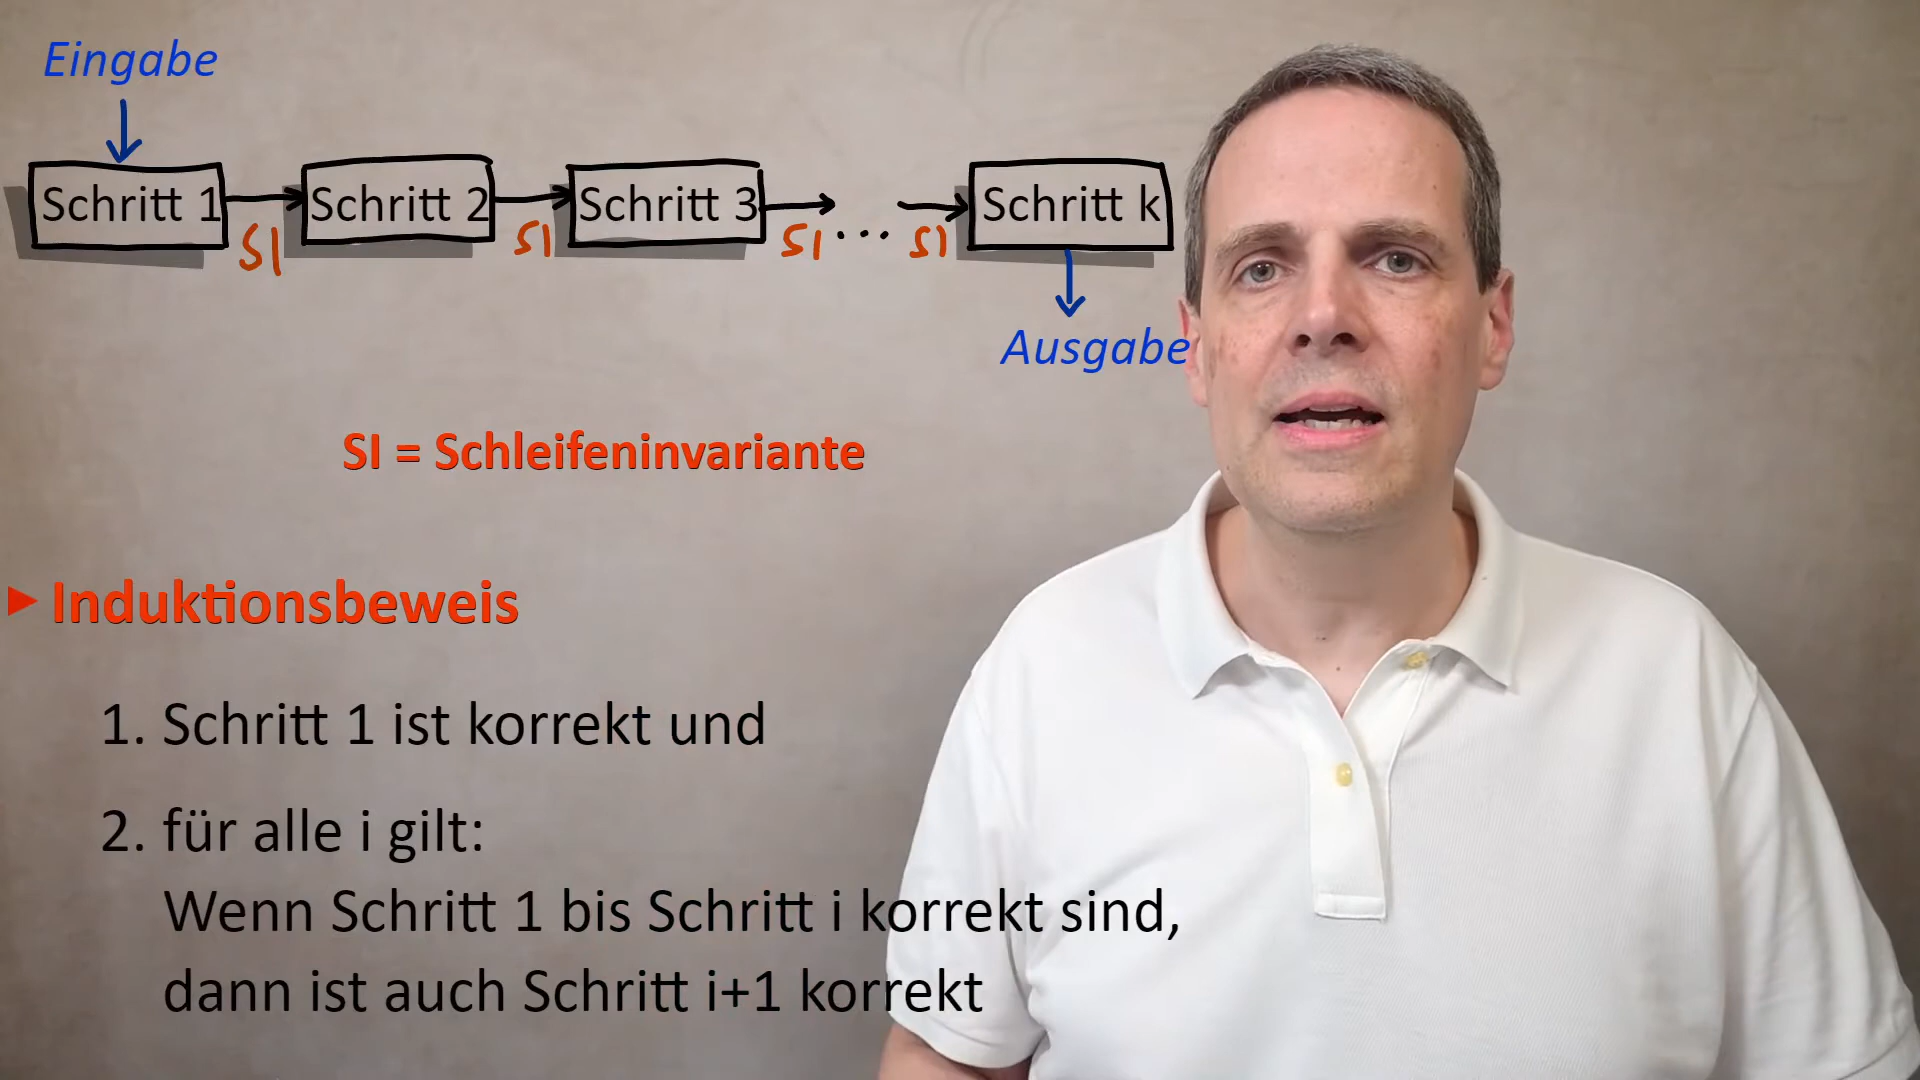 Eingabe
Schritt 1 Schritt 2 Schritt 3 ... Schritt k
SI SI SI SI
Ausgabe
SI = Schleifeninvariante
Induktionsbeweis
1. Schritt 1 ist korrekt und
2. für alle i gilt:
Wenn Schritt 1 bis Schritt i korrekt sind,
dann ist auch Schritt i+1 korrekt